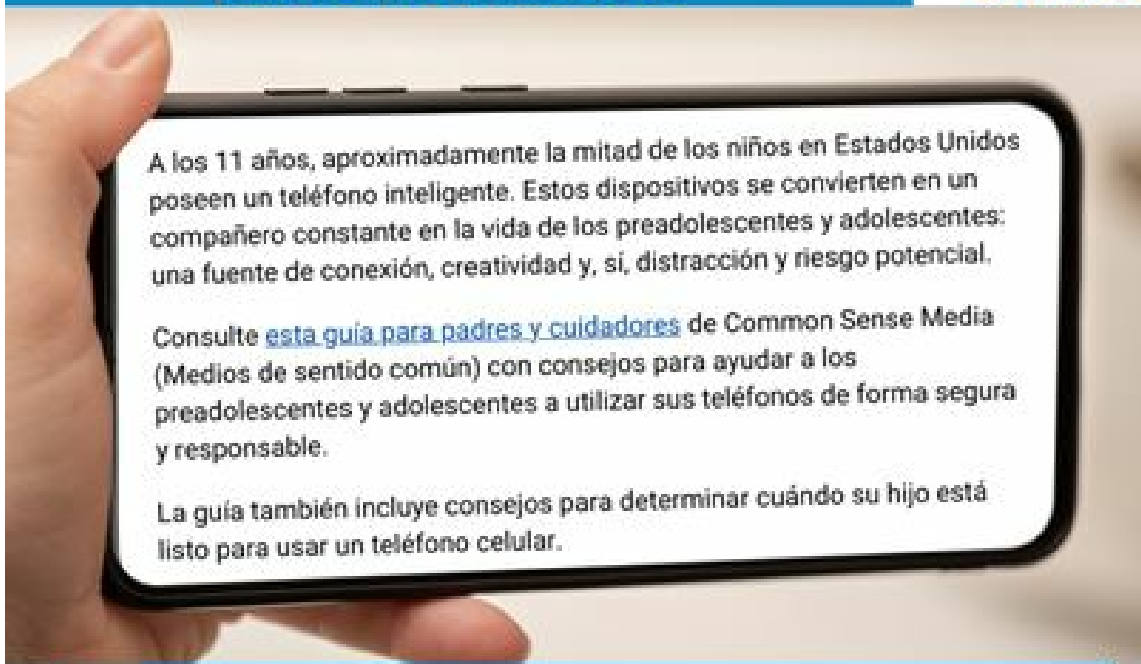 A los 11 años, aproximadamente la mitad de los niños en Estados Unidos
poseen un teléfono inteligente. Estos dispositivos se convierten en un
compañero constante en la vida de los preadolescentes y adolescentes:
una fuente de conexión, creatividad y, sí, distracción y riesgo potencial.
Consulte esta guía para padres y cuidadores de Common Sense Media
(Medios de sentido común) con consejos para ayudar a los
preadolescentes y adolescentes a utilizar sus teléfonos de forma segura
y responsable.
La guía también incluye consejos para determinar cuándo su hijo está
listo para usar un teléfono celular.